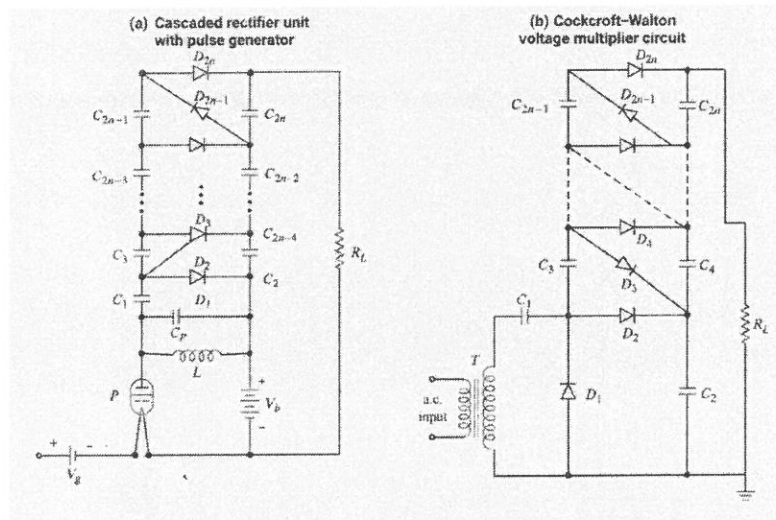 (a) Cascaded rectifier unit
with pulse generator
D2n
D2n−1
C2n−1
C2n
C2n−3
C2n−2
D3
C2n−4
C3
D2
C2
C1
D1
Cp
RL
L
P
+
Vb
−
+ − −
Vg
(b) Cockcroft–Walton
voltage multiplier circuit
D2n
D2n−1
C2n−1
C2n
D3
C3
C4
D3
C1
D2
RL
T
a.c.
input
D1
C2